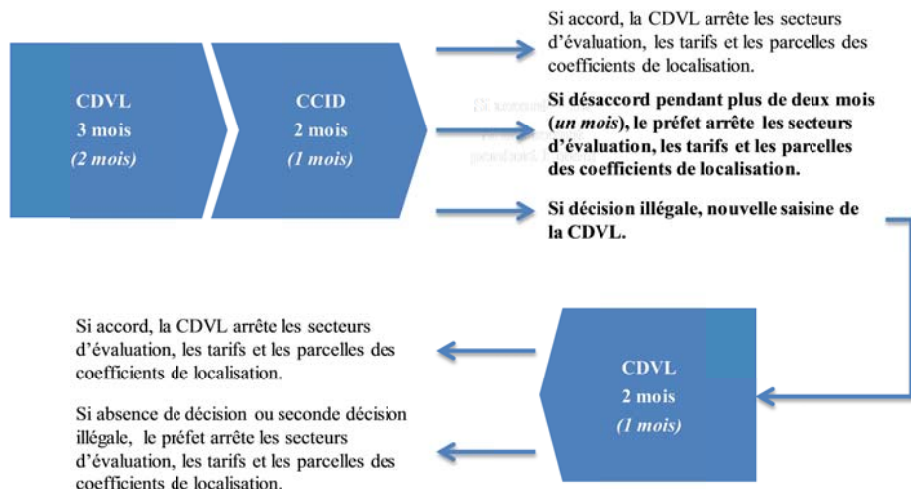 CDVL
3 mois
(2 mois)
CCID
2 mois
(1 mois)
Si accord, la CDVL arrête les secteurs
d’évaluation, les tarifs et les parcelles des
coefficients de localisation.
Si désaccord pendant plus de deux mois
(un mois), le préfet arrête les secteurs
d’évaluation, les tarifs et les parcelles
des coefficients de localisation.
Si décision illégale, nouvelle saisine de
la CDVL.
CDVL
2 mois
(1 mois)
Si accord, la CDVL arrête les secteurs
d’évaluation, les tarifs et les parcelles des
coefficients de localisation.
Si absence de décision ou seconde décision
illégale, le préfet arrête les secteurs
d’évaluation, les tarifs et les parcelles des
coefficients de localisation.